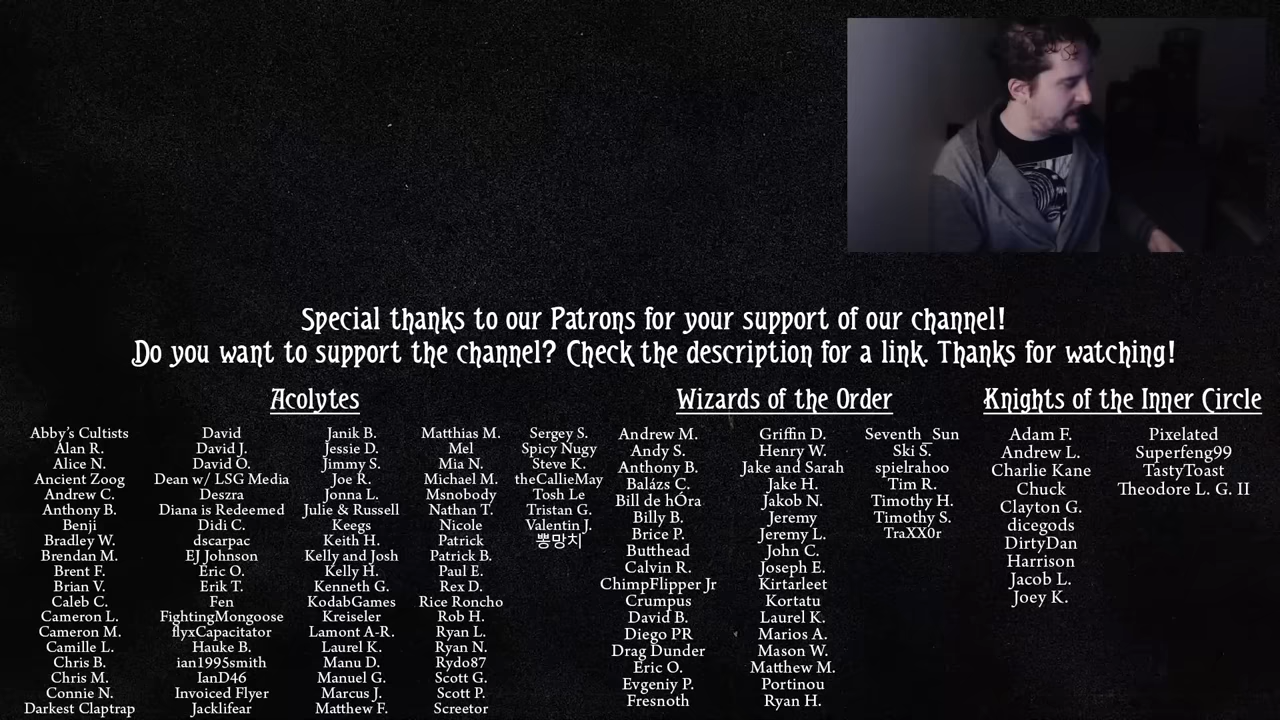 Special thanks to our Patrons for your support of our channel!
Do you want to support the channel? Check the description for a link. Thanks for watching!
Acolytes
Abby's Cultists
Alan R.
Alice N.
Ancient Zoog
Andrew C.
Anthony B.
Benji
Bradley W.
Brendan M.
Brent F.
Brian V.
Caleb C.
Cameron L.
Cameron M.
Camille L.
Chris B.
Chris M.
Connie N.
Darkest Claptrap
David
David J.
David O.
Dean w/ LSG Media
Deszra
Diana is Redeemed
Didi C.
dscarpac
EJ Johnson
Eric O.
Erik T.
Fen
FightingMongoose
flyxCapacitator
Hauke B.
ian1995smith
IanD46
Invoiced Flyer
Jacklifear
Janik B.
Jessie D.
Jimmy S.
Joe R.
Jonna L.
Julie & Russell
Keegs
Keith H.
Kelly and Josh
Kelly H.
Kenneth G.
KodabGames
Kreiseler
Lamont A-R.
Laurel K.
Manu D.
Manuel G.
Marcus J.
Matthew F.
Matthias M.
Mel
Mia N.
Michael M.
Msnobody
Nathan T.
Nicole
Patrick
Patrick B.
Paul E.
Rex D.
Rice Roncho
Rob H.
Ryan L.
Ryan N.
Rydo87
Scott G.
Scott P.
Screetor
Sergey S.
Spicy Nugy
Steve K.
theCallieMay
Tosh Le
Tristan G.
Valentin J.
뽕망치
Wizards of the Order
Andrew M.
Andy S.
Anthony B.
Balázs C.
Bill de hÓra
Billy B.
Brice P.
Butthead
Calvin R.
ChimpFlipper Jr
Crumpus
David B.
Diego PR
Drag Dunder
Eric O.
Evgeniy P.
Fresnoth
Griffin D.
Henry W.
Jake and Sarah
Jake H.
Jakob N.
Jeremy
Jeremy L.
John C.
Joseph E.
Kirtarleet
Kortatu
Laurel K.
Marios A.
Mason W.
Matthew M.
Portinou
Ryan H.
Seventh_Sun
Ski S.
spielrahoo
Tim R.
Timothy H.
Timothy S.
TraXX0r
Knights of the Inner Circle
Adam F.
Andrew L.
Charlie Kane
Chuck
Clayton G.
dicegods
DirtyDan
Harrison
Jacob L.
Joey K.
Pixelated
Superfeng99
TastyToast
Theodore L. G. II